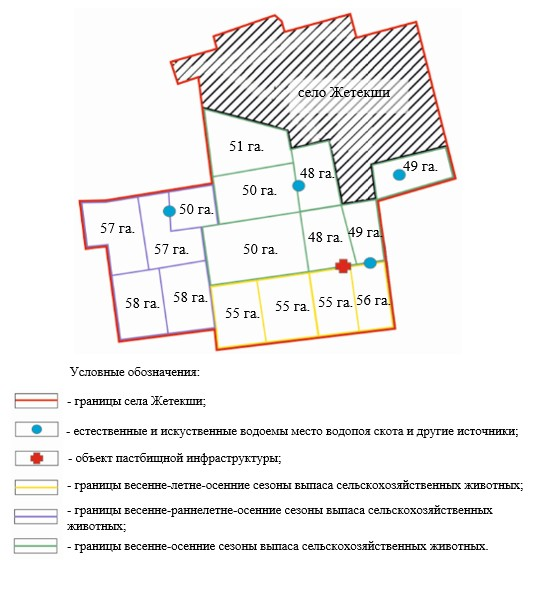 село Жетекши
51 га.
48 га.
49 га.
50 га.
50 га.
57 га.
57 га.
50 га.
48 га.
49 га.
58 га.
58 га.
55 га.
55 га.
55 га.
56 га.
Условные обозначения:
- границы села Жетекши;
- естественные и искуственные водоемы место водопоя скота и другие источники;
- объект пастбищной инфраструктуры;
- границы весенне-летне-осенние сезоны выпаса сельскохозяйственных животных;
- границы весенне-раннелетне-осенние сезоны выпаса сельскохозяйственных
животных;
- границы весенне-осенние сезоны выпаса сельскохозяйственных животных.